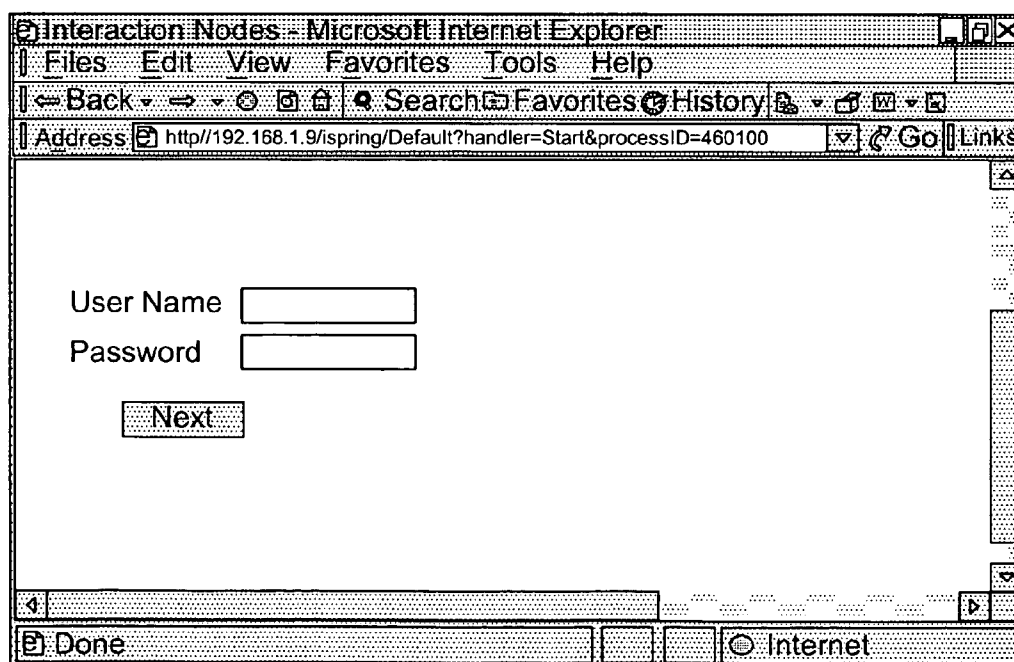 Interaction Nodes - Microsoft Internet Explorer
Files Edit View Favorites Tools Help
Back Search Favorites History W
Address http//192.168.1.9/ispring/Default?handler=Start&processID=460100 Go Links
User Name
Password
Next
Done Internet